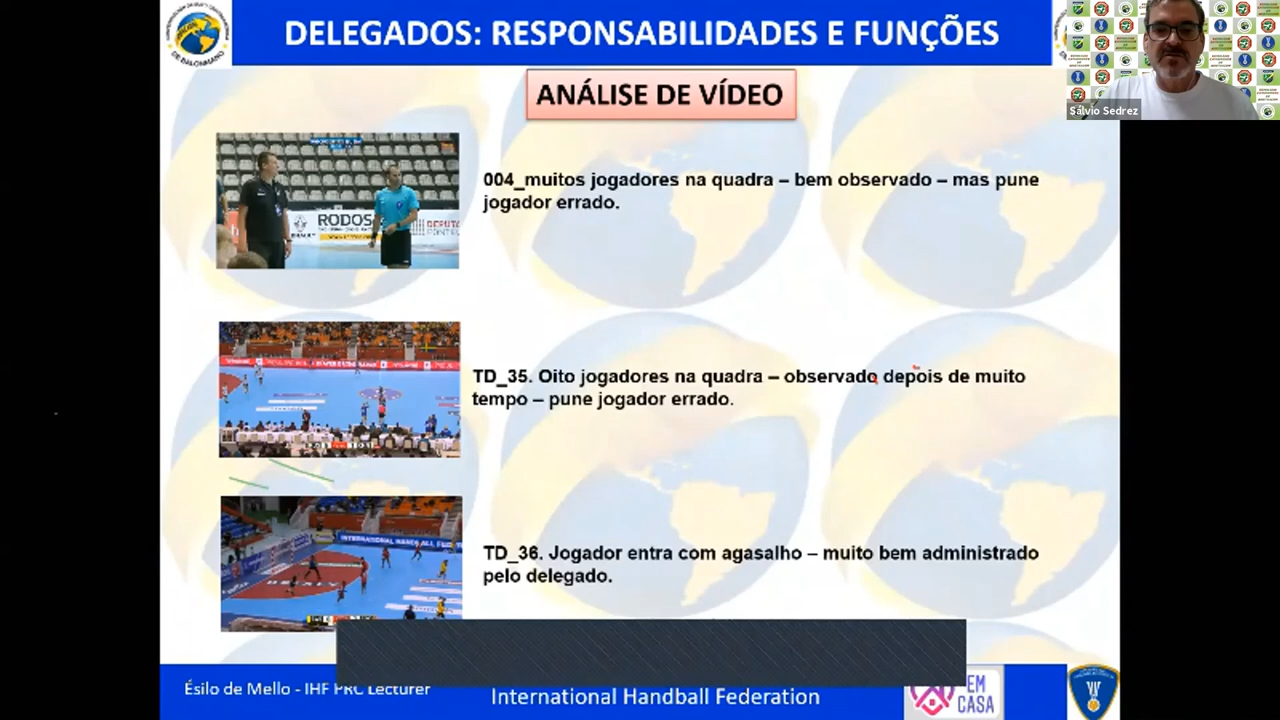 DELEGADOS: RESPONSABILIDADES E FUNÇÕES
Sálvio Sedrez
ANÁLISE DE VÍDEO
004_muitos jogadores na quadra – bem observado – mas pune
jogador errado.
RODOS
TD_35. Oito jogadores na quadra – observado depois de muito
tempo – pune jogador errado.
TD_36. Jogador entra com agasalho – muito bem administrado
pelo delegado.
Ésilo de Mello - IHF PRC Lecturer
International Handball Federation
EM
CASA